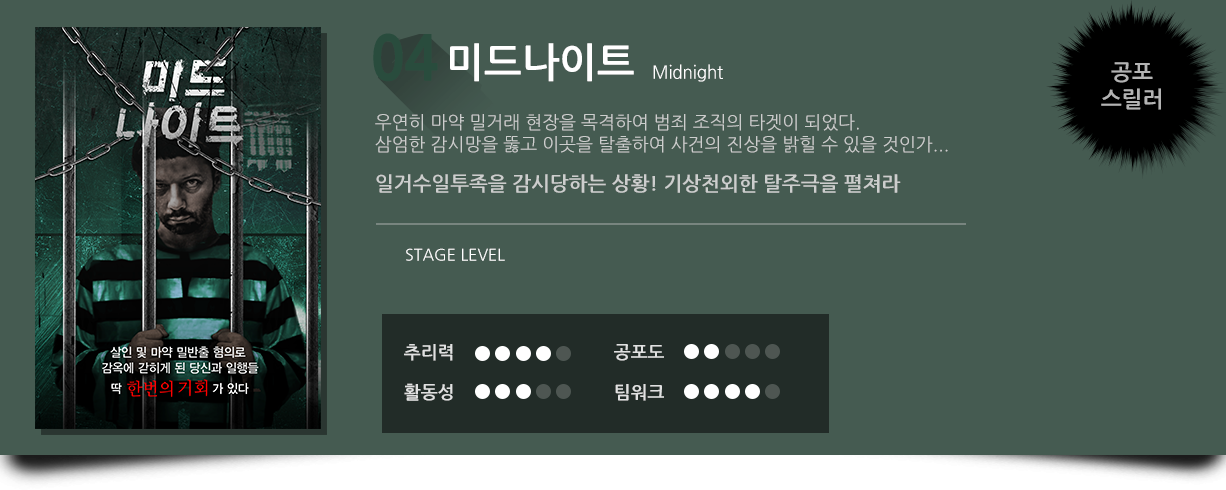 미드
나이트
살인 및 마약 밀반출 혐의로
감옥에 갇히게 된 당신과 일행들
딱 한번의 기회가 있다
04 미드나이트 Midnight
우연히 마약 밀거래 현장을 목격하여 범죄 조직의 타겟이 되었다.
삼엄한 감시망을 뚫고 이곳을 탈출하여 사건의 진상을 밝힐 수 있을 것인가...
일거수일투족을 감시당하는 상황! 기상천외한 탈주극을 펼쳐라
STAGE LEVEL
추리력
공포도
활동성
팀워크
공포
스릴러